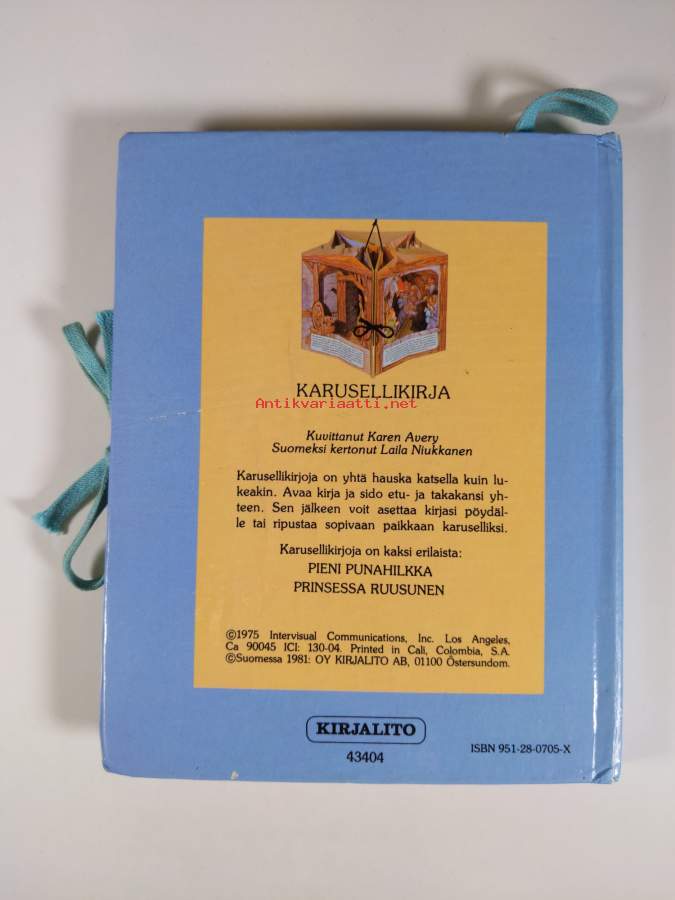 KARUSELLIKIRJA
Antikvariaatti.net
Kuvittanut Karen Avery
Suomeksi kertonut Laila Niukkanen
Karusellikirjoja on yhtä hauska katsella kuin lu-
keakin. Avaa kirja ja sido etu- ja takakansi yh-
teen. Sen jälkeen voit asettaa kirjasi pöydäl-
le tai ripustaa sopivaan paikkaan karuselliksi.
Karusellikirjoja on kaksi erilaista:
PIENI PUNAHILKKA
PRINSESSA RUUSUNEN
©1975 Intervisual Communications, Inc. Los Angeles,
Ca 90045 ICI: 130-04. Printed in Cali, Colombia, S.A.
©Suomessa 1981: OY KIRJALITO AB, 01100 Östersundom.
KIRJALITO
43404
ISBN 951-28-0705-X